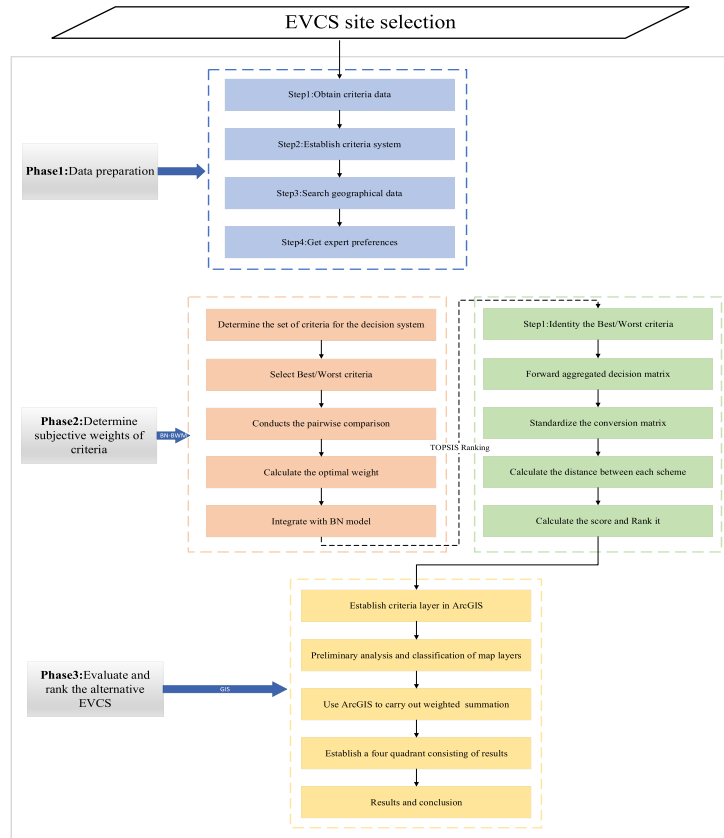 EVCS site selection
Step1:Obtain criteria data
Step2:Establish criteria system
Phase1:Data preparation
Step3:Search geographical data
Step4:Get expert preferences
Determine the set of criteria for the decision system
Select Best/Worst criteria
Conducts the pairwise comparison
Calculate the optimal weight
Integrate with BN model
Phase2:Determine
subjective weights of
criteria
BN-BWM
TOPSIS Ranking
Step1:Identity the Best/Worst criteria
Forward aggregated decision matrix
Standardize the conversion matrix
Calculate the distance between each scheme
Calculate the score and Rank it
Establish criteria layer in ArcGIS
Preliminary analysis and classification of map layers
Use ArcGIS to carry out weighted summation
Establish a four quadrant consisting of results
Results and conclusion
Phase3:Evaluate and
rank the alternative
EVCS
GIS